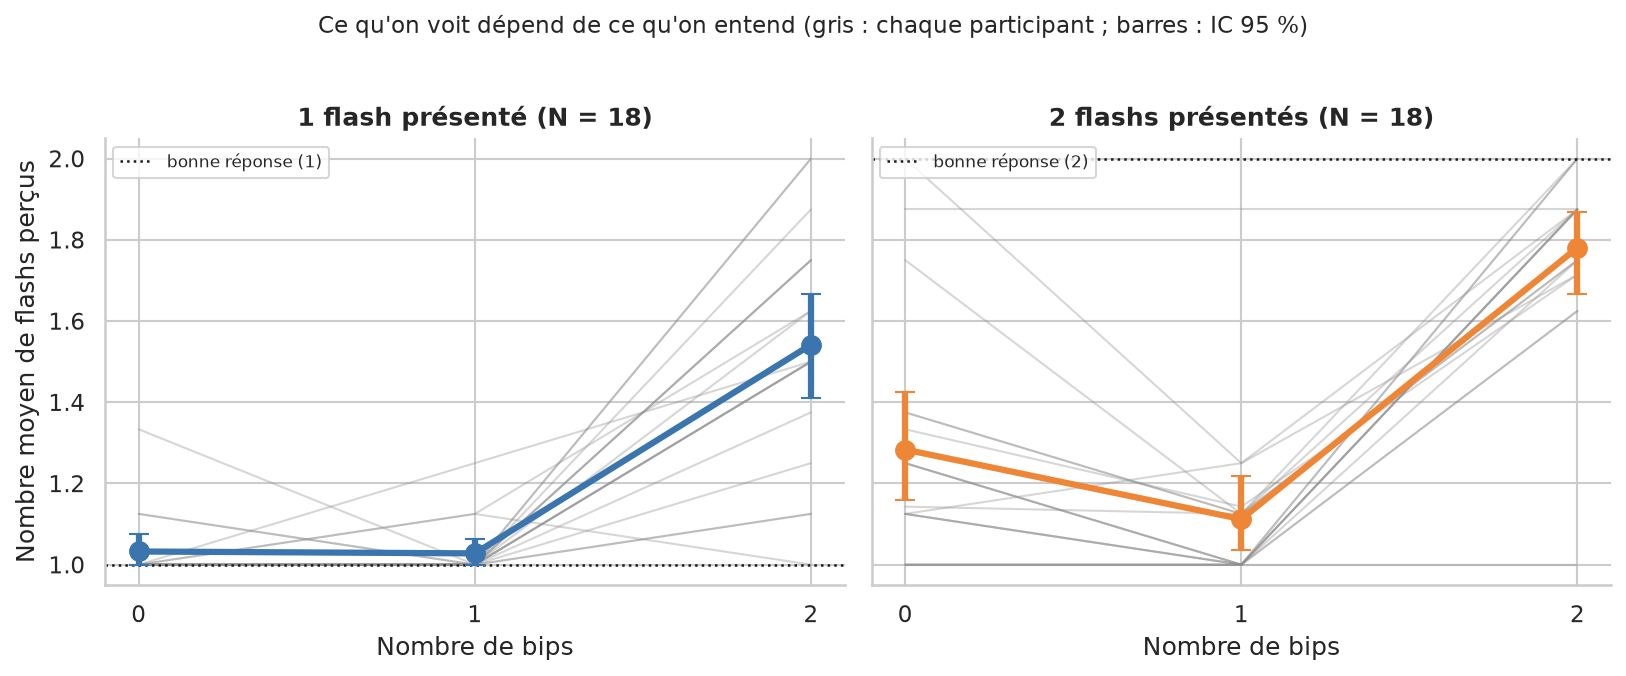 Ce qu'on voit dépend de ce qu'on entend (gris : chaque participant ; barres : IC 95 %)
1 flash présenté (N = 18)
bonne réponse (1)
Nombre moyen de flashs perçus
2.0
1.8
1.6
1.4
1.2
1.0
0
1
2
Nombre de bips
2 flashs présentés (N = 18)
bonne réponse (2)
0
1
2
Nombre de bips